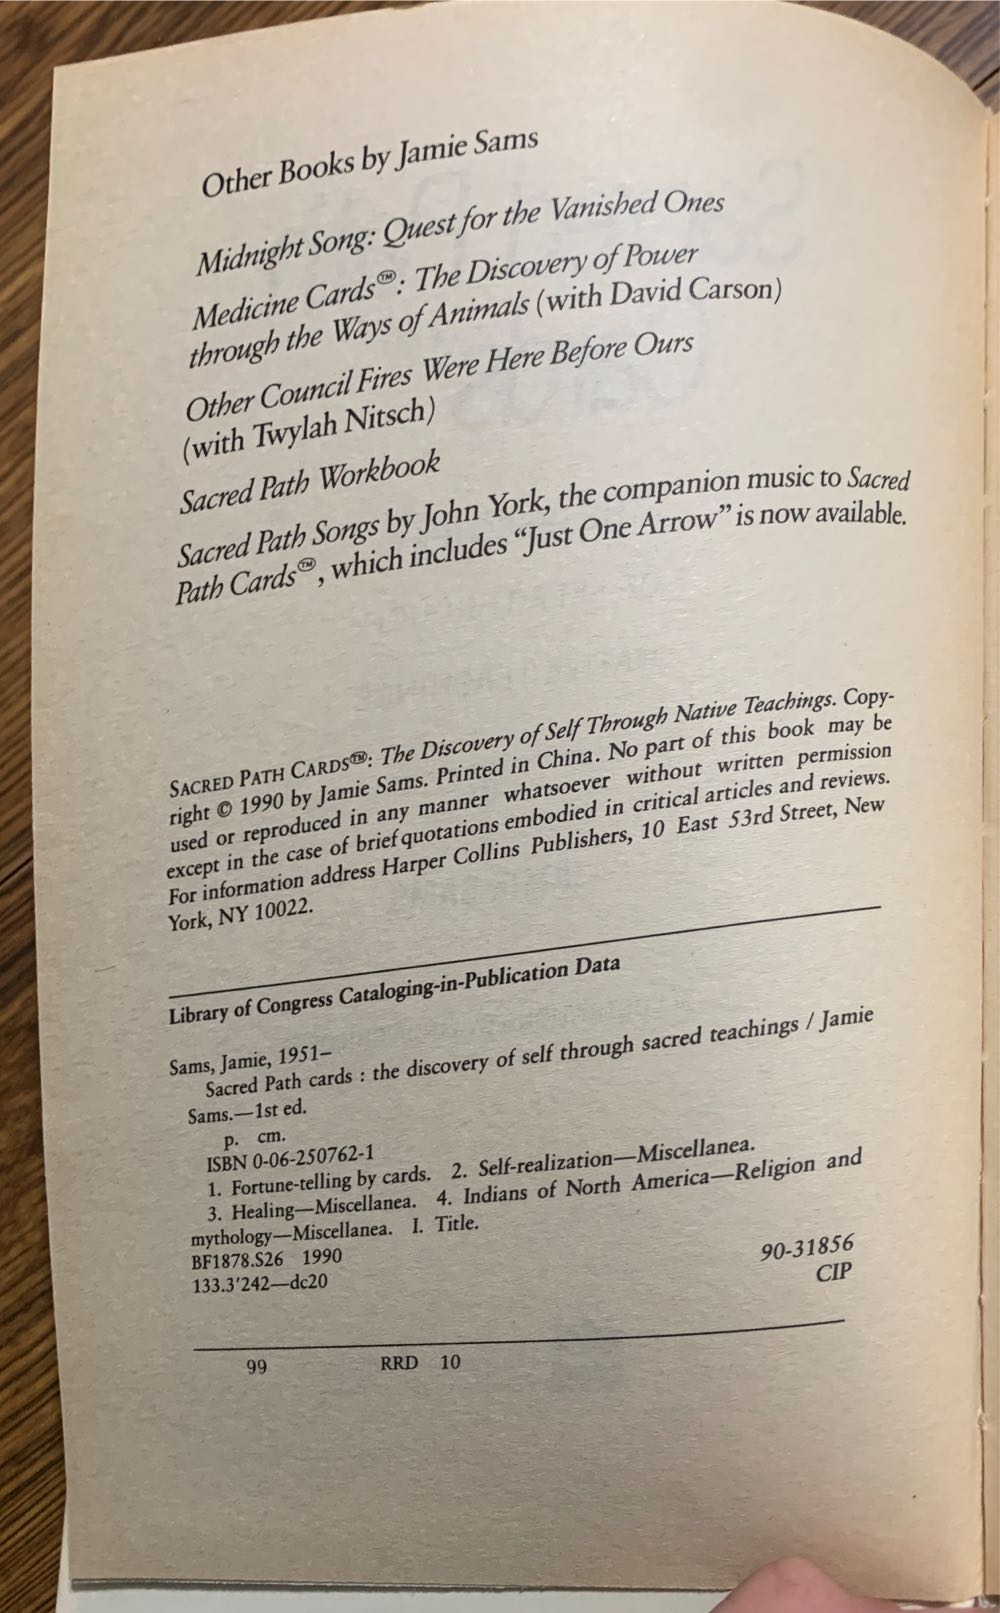 Other Books by Jamie Sams
Midnight Song: Quest for the Vanished Ones
Medicine Cards™: The Discovery of Power
through the Ways of Animals (with David Carson)
Other Council Fires Were Here Before Ours
(with Twylah Nitsch)
Sacred Path Workbook
Sacred Path Songs by John York, the companion music to Sacred
Path Cards™, which includes “Just One Arrow” is now available.
SACRED PATH CARDS™: The Discovery of Self Through Native Teachings. Copy-
right © 1990 by Jamie Sams. Printed in China. No part of this book may be
used or reproduced in any manner whatsoever without written permission
except in the case of brief quotations embodied in critical articles and reviews.
For information address Harper Collins Publishers, 10 East 53rd Street, New
York, NY 10022.
Library of Congress Cataloging-in-Publication Data
Sams, Jamie, 1951–
Sacred Path cards : the discovery of self through sacred teachings / Jamie
Sams.—1st ed.
p. cm.
ISBN 0-06-250762-1
1. Fortune-telling by cards. 2. Self-realization—Miscellanea.
3. Healing—Miscellanea. 4. Indians of North America—Religion and
mythology—Miscellanea. I. Title.
BF1878.S26 1990
133.3′242—dc20
90-31856
CIP
99 RRD 10